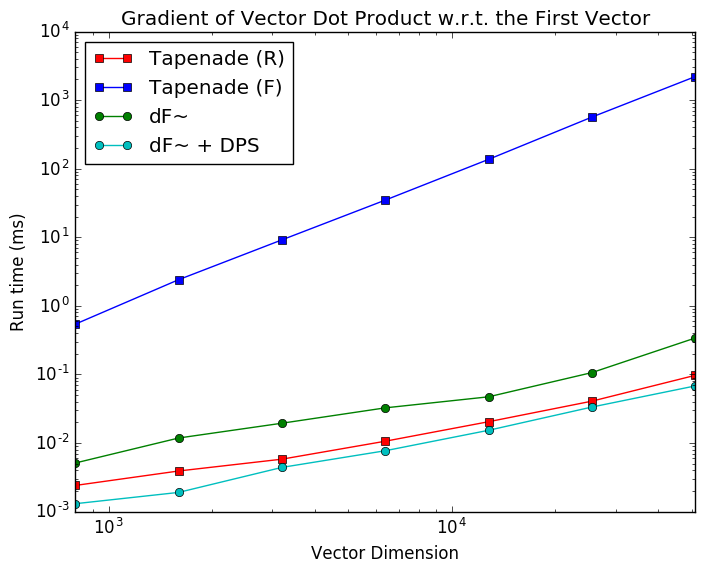 Gradient of Vector Dot Product w.r.t. the First Vector
Tapenade (R)
Tapenade (F)
dF~
dF~ + DPS
10^4
10^3
10^2
10^1
10^0
10^-1
10^-2
10^-3
Run time (ms)
10^3
10^4
Vector Dimension